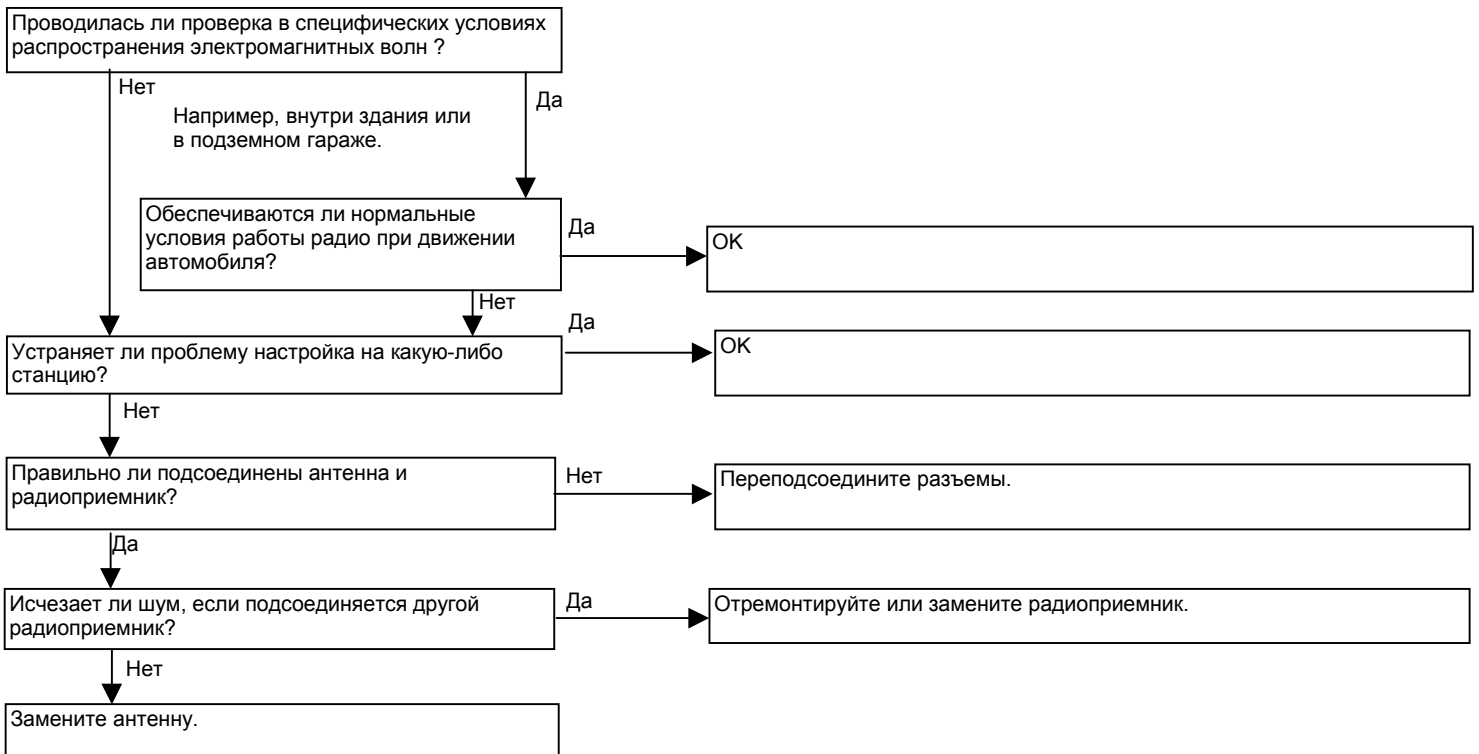 Проводилась ли проверка в специфических условиях
распространения электромагнитных волн ?
Нет
Да
Например, внутри здания или
в подземном гараже.
Обеспечиваются ли нормальные
условия работы радио при движении
автомобиля?
Да
OK
Нет
Да
Устраняет ли проблему настройка на какую-либо
станцию?
OK
Нет
Правильно ли подсоединены антенна и
радиоприемник?
Нет
Переподсоедините разъемы.
Да
Исчезает ли шум, если подсоединяется другой
радиоприемник?
Да
Отремонтируйте или замените радиоприемник.
Нет
Замените антенну.